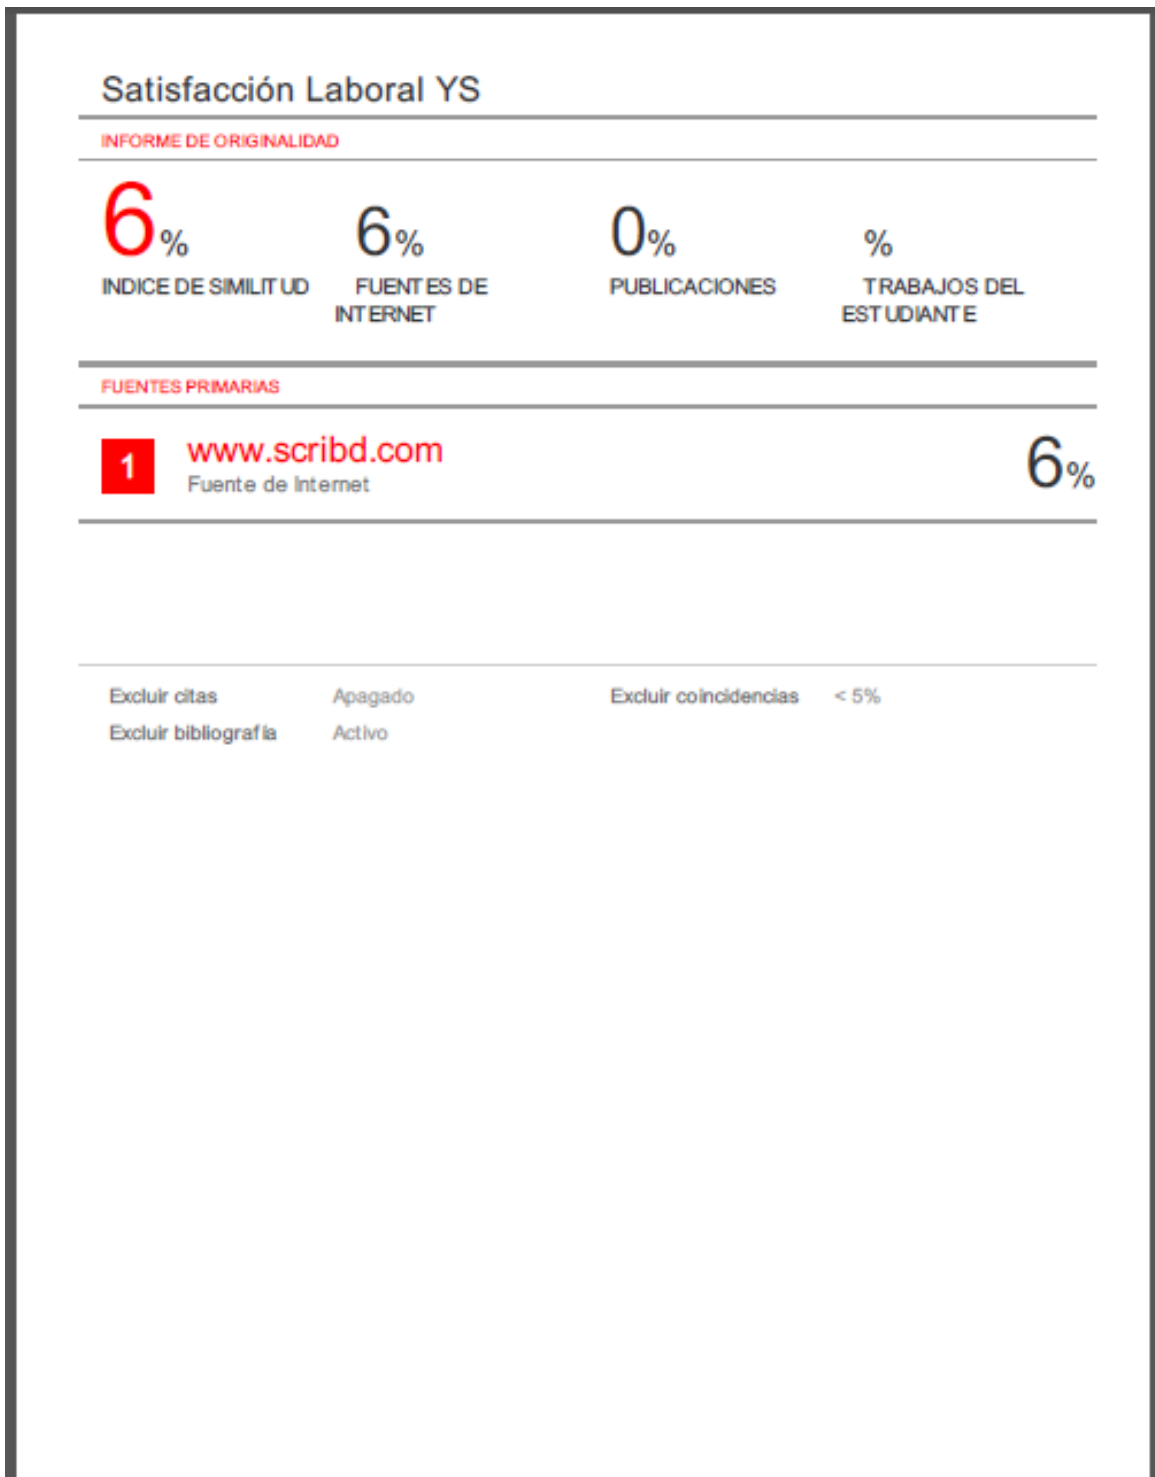 Satisfacción Laboral YS
INFORME DE ORIGINALIDAD
6%
INDICE DE SIMILITUD
6%
FUENTES DE
INTERNET
0%
PUBLICACIONES
%
TRABAJOS DEL
ESTUDIANTE
FUENTES PRIMARIAS
1
www.scribd.com
Fuente de Internet
6%
Excluir citas Apagado
Excluir bibliografía Activo
Excluir coincidencias < 5%